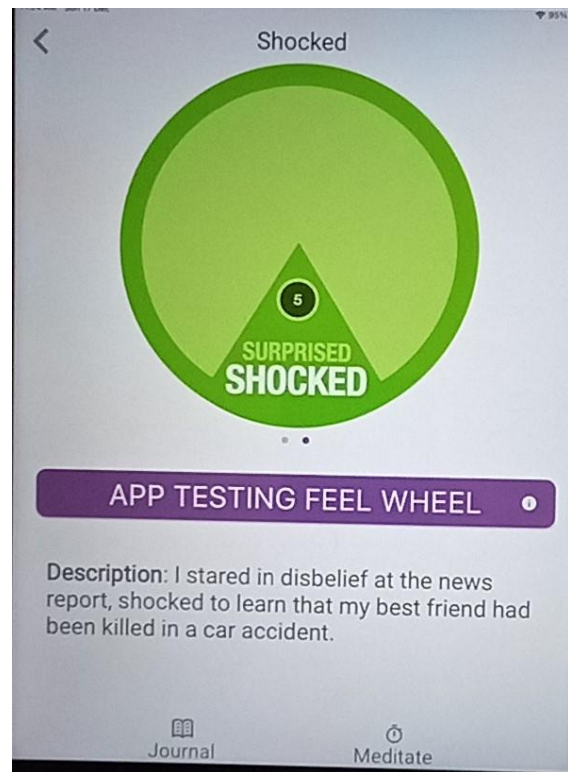 95%
Shocked
5
SURPRISED
SHOCKED
APP TESTING FEEL WHEEL
Description: I stared in disbelief at the news
report, shocked to learn that my best friend had
been killed in a car accident.
Journal
Meditate